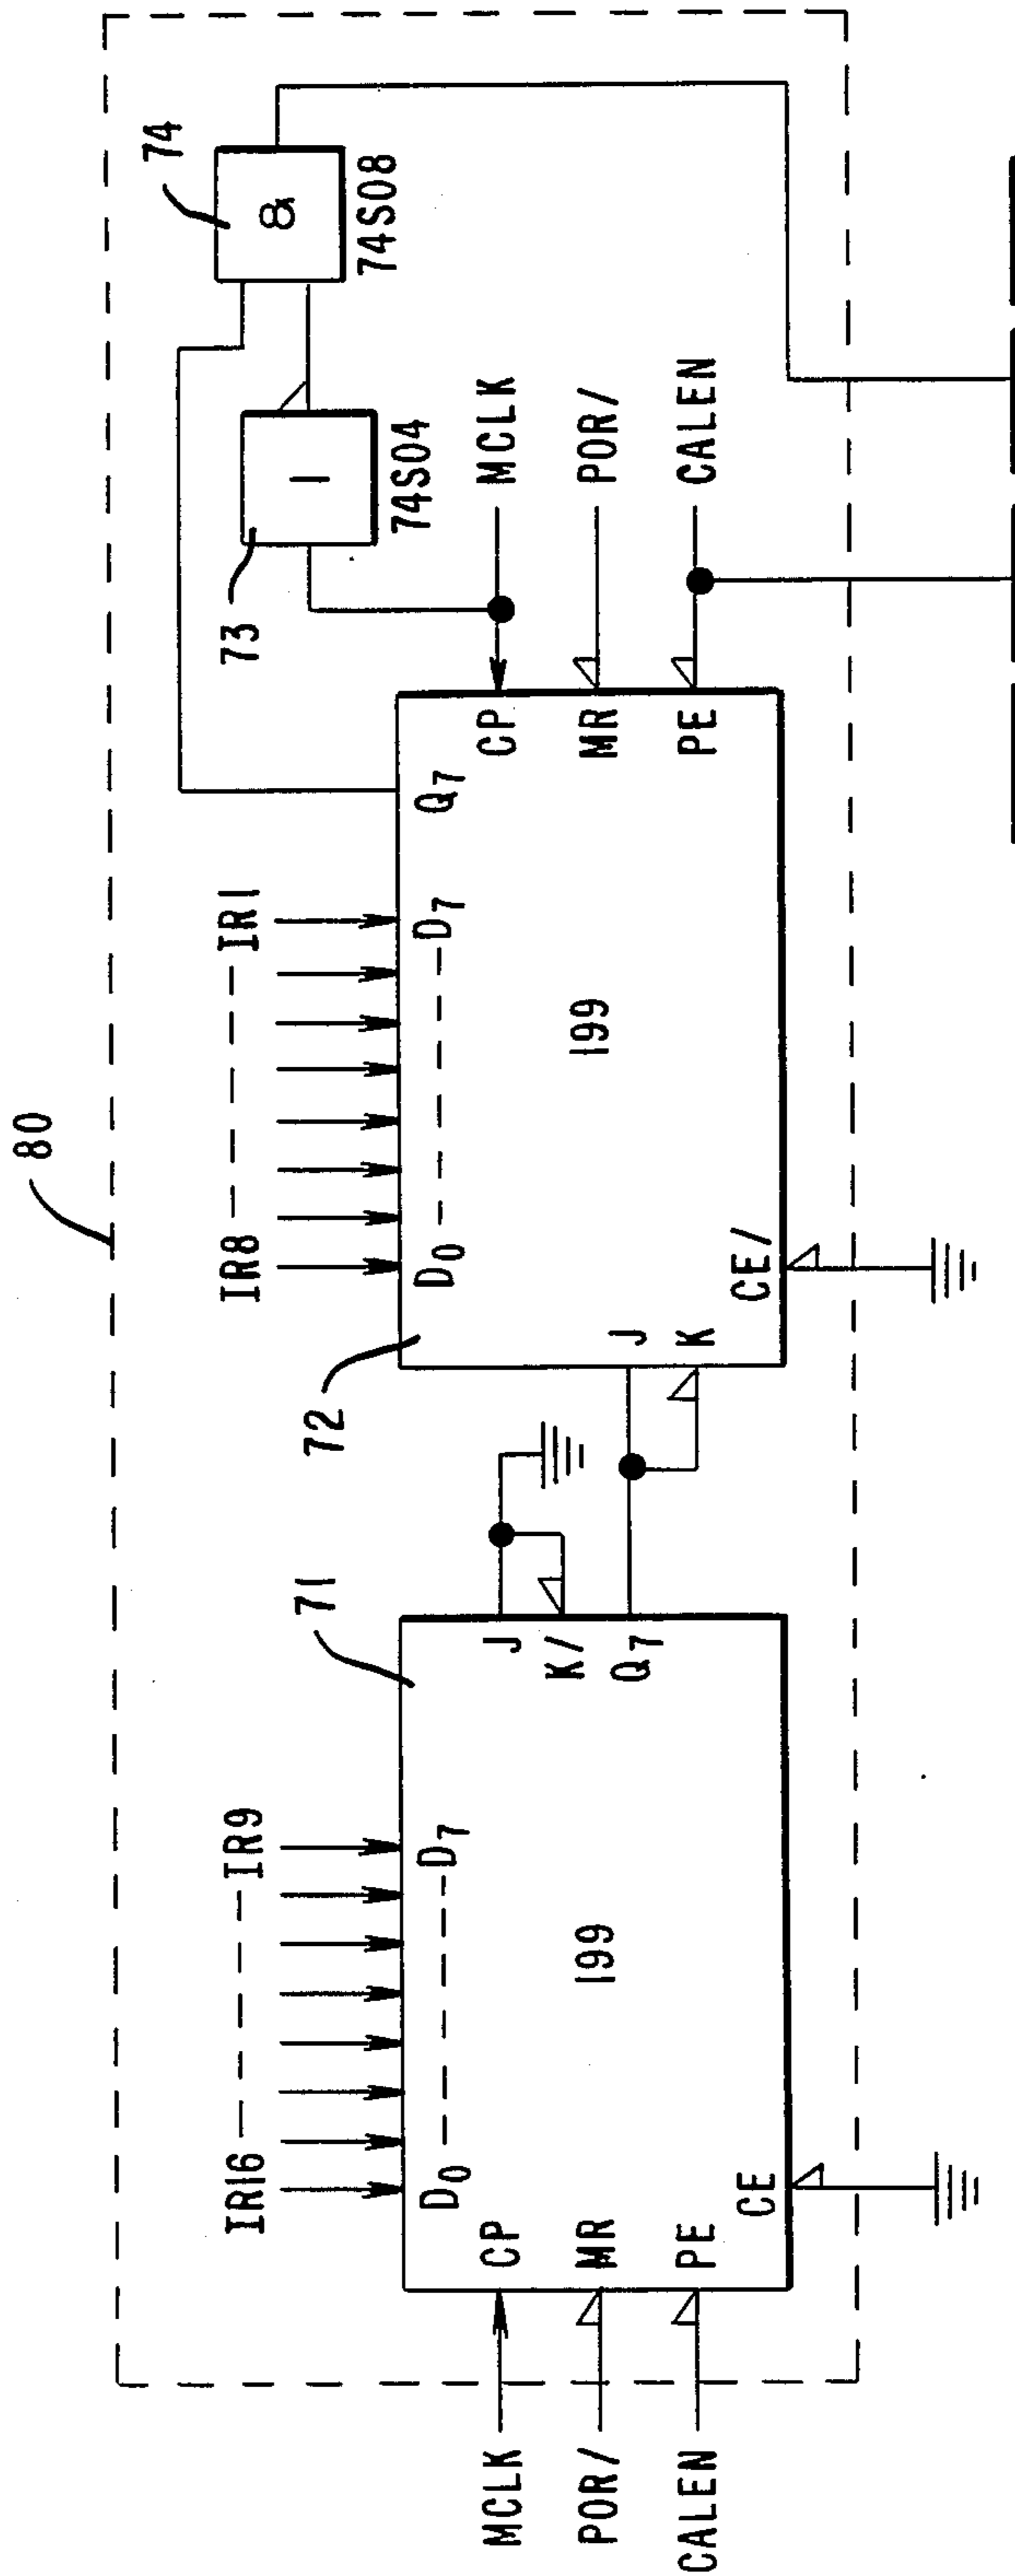 80
IR16 — — — IR9
IR8 — — — IR1
74
&
74S08
73
1
74S04
71
D0 — — — — — D7
MCLK
CP
POR/
MR
CALEN
PE
199
J
K/
Q7
CE
72
D0 — — — — — D7
Q7
J
K
199
CP
MCLK
MR
POR/
PE
CALEN
CE/